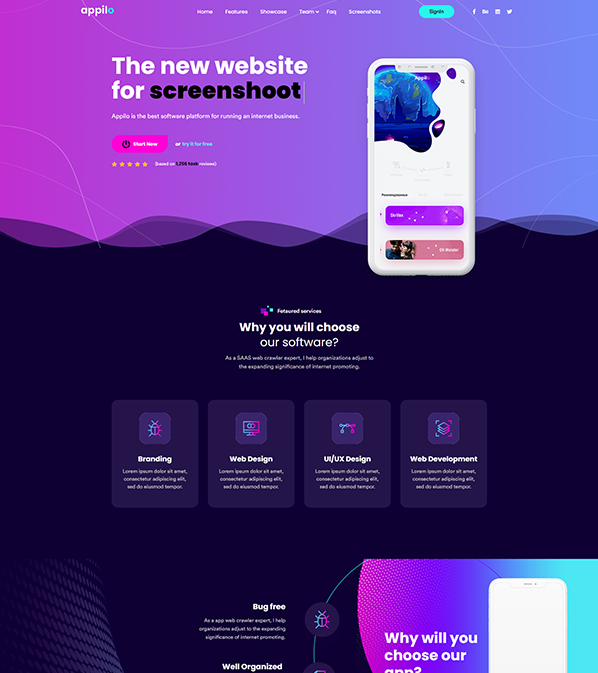 appilo
Home Features Showcase Team Faq Screenshots
SignIn
The new website
for screenshoot
Appilo is the best software platform for running an internet business.
Start Now
or try it for free
(based on reviews)
Appilo
Fetaured services
Why you will choose
our software?
As a SAAS web crawler expert, I help organizations adjust to
the expanding significance of internet promoting.
Branding
Lorem ipsum dolor sit amet,
consectetur adipiscing elit,
sed do eiusmod tempor.
Web Design
Lorem ipsum dolor sit amet,
consectetur adipiscing elit,
sed do eiusmod tempor.
UI/UX Design
Lorem ipsum dolor sit amet,
consectetur adipiscing elit,
sed do eiusmod tempor.
Web Development
Lorem ipsum dolor sit amet,
consectetur adipiscing elit,
sed do eiusmod tempor.
Bug free
As a app web crawler expert, I help
organizations adjust to the expanding
significance of internet promoting.
Well Organized
Why will you
choose our
app?